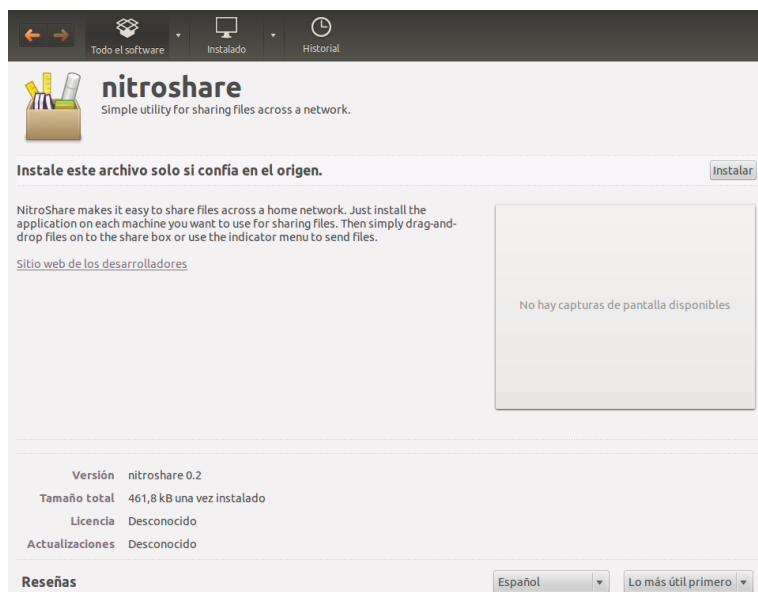 Todo el software
Instalado
Historial
nitroshare
Simple utility for sharing files across a network.
Instale este archivo solo si confía en el origen.
Instalar
NitroShare makes it easy to share files across a home network. Just install the
application on each machine you want to use for sharing files. Then simply drag-and-
drop files on to the share box or use the indicator menu to send files.
Sitio web de los desarrolladores
No hay capturas de pantalla disponibles
Versión nitroshare 0.2
Tamaño total 461,8 kB una vez instalado
Licencia Desconocido
Actualizaciones Desconocido
Reseñas
Español
Lo más útil primero